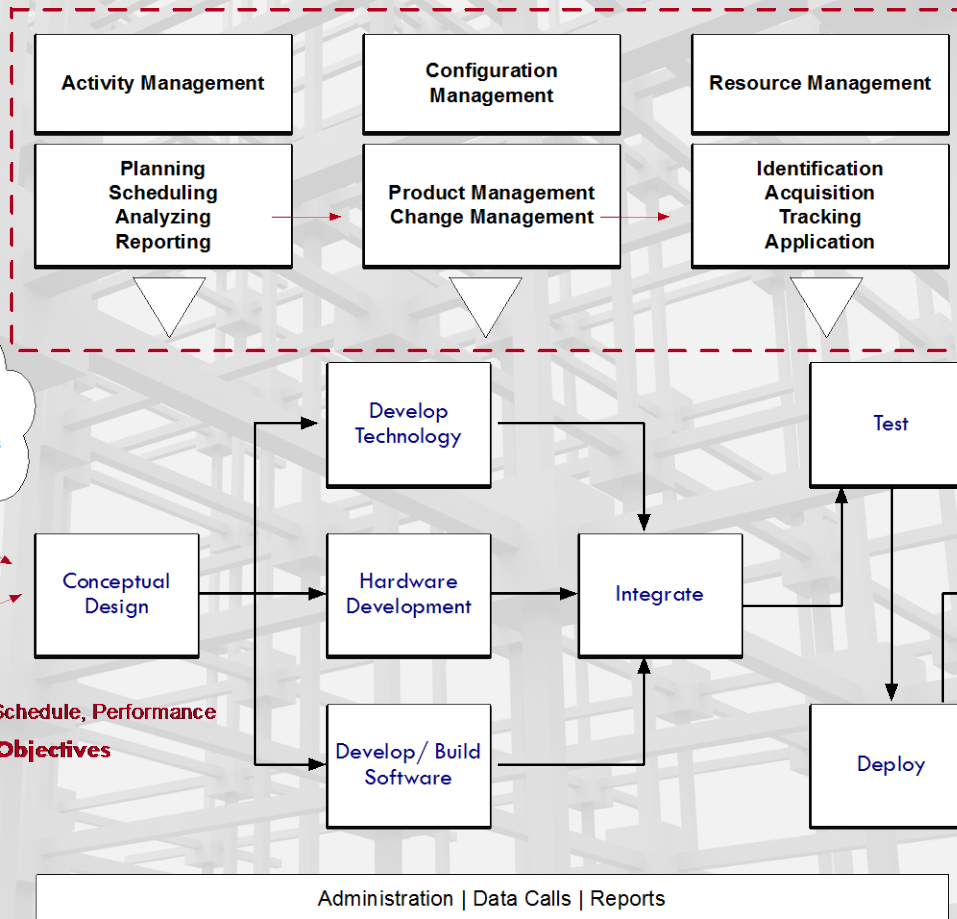 Activity Management
Configuration
Management
Resource Management
Planning
Scheduling
Analyzing
Reporting
Product Management
Change Management
Identification
Acquisition
Tracking
Application
Develop
Technology
Test
Conceptual
Design
Hardware
Development
Integrate
Schedule, Performance
Objectives
Develop/ Build
Software
Deploy
Administration | Data Calls | Reports